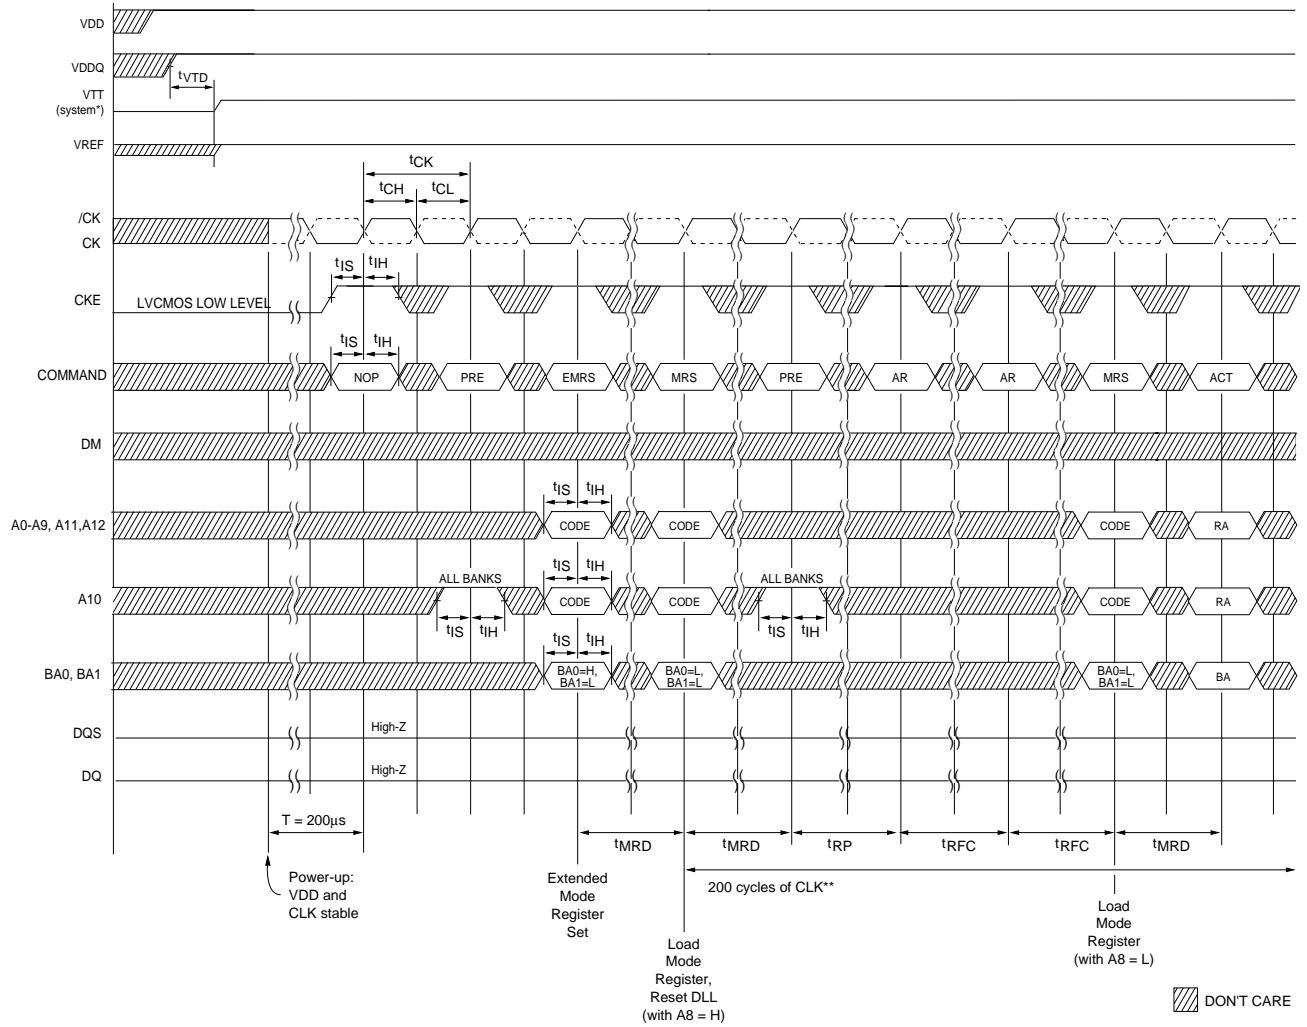 VDD
VDDQ
tVTD
VTT
(system*)
VREF
tCK
tCH tCL
/CK
CK
tIS tIH
CKE LVCMOS LOW LEVEL
tIS tIH
COMMAND NOP PRE EMRS MRS PRE AR AR MRS ACT
DM
tIS tIH
A0-A9, A11,A12 CODE CODE CODE RA
ALL BANKS tIS tIH ALL BANKS
A10 CODE CODE CODE RA
tIS tIH tIS tIH
tIS tIH
BA0, BA1 BA0=H, BA1=L BA0=L, BA1=L BA0=L, BA1=L BA
DQS High-Z
DQ High-Z
T = 200µs
tMRD tMRD tRP tRFC tRFC tMRD
200 cycles of CLK**
Power-up:
VDD and
CLK stable
Extended
Mode
Register
Set
Load
Mode
Register,
Reset DLL
(with A8 = H)
Load
Mode
Register
(with A8 = L)
DON'T CARE